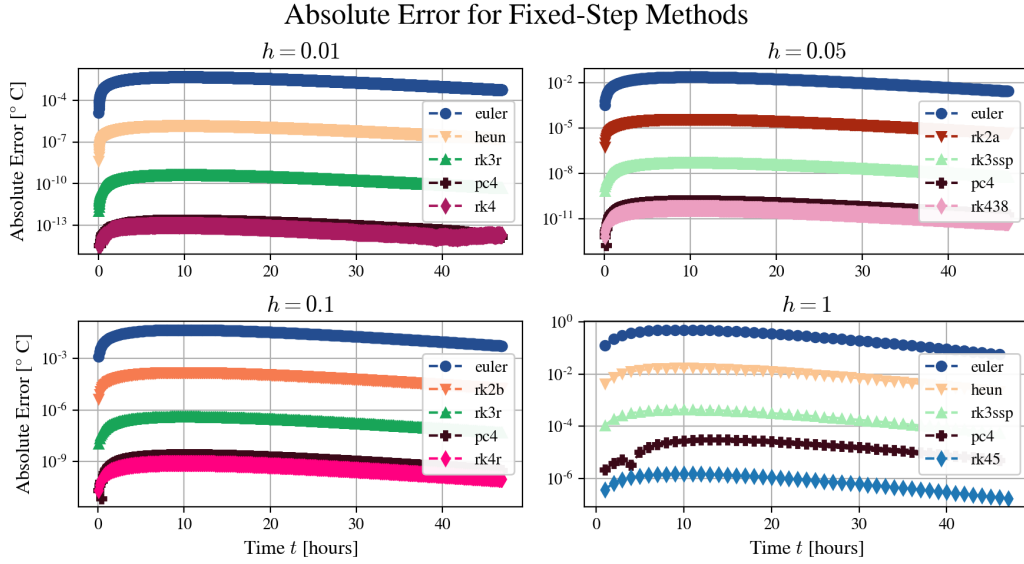 Absolute Error for Fixed-Step Methods
h = 0.01
Absolute Error [° C]
10⁻⁴
10⁻⁷
10⁻¹⁰
10⁻¹³
0 10 20 30 40
euler
heun
rk3r
pc4
rk4
h = 0.05
10⁻²
10⁻⁵
10⁻⁸
10⁻¹¹
0 10 20 30 40
euler
rk2a
rk3ssp
pc4
rk438
h = 0.1
Absolute Error [° C]
10⁻³
10⁻⁶
10⁻⁹
0 10 20 30 40
Time t [hours]
euler
rk2b
rk3r
pc4
rk4r
h = 1
10⁰
10⁻²
10⁻⁴
10⁻⁶
0 10 20 30 40
Time t [hours]
euler
heun
rk3ssp
pc4
rk45